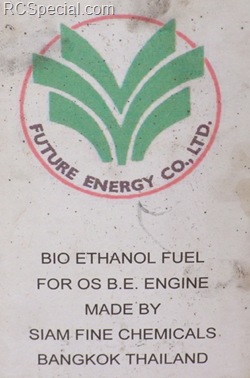 RCSpecial.com
FUTURE ENERGY CO., LTD.
BIO ETHANOL FUEL
FOR OS B.E. ENGINE
MADE BY
SIAM FINE CHEMICALS
BANGKOK THAILAND